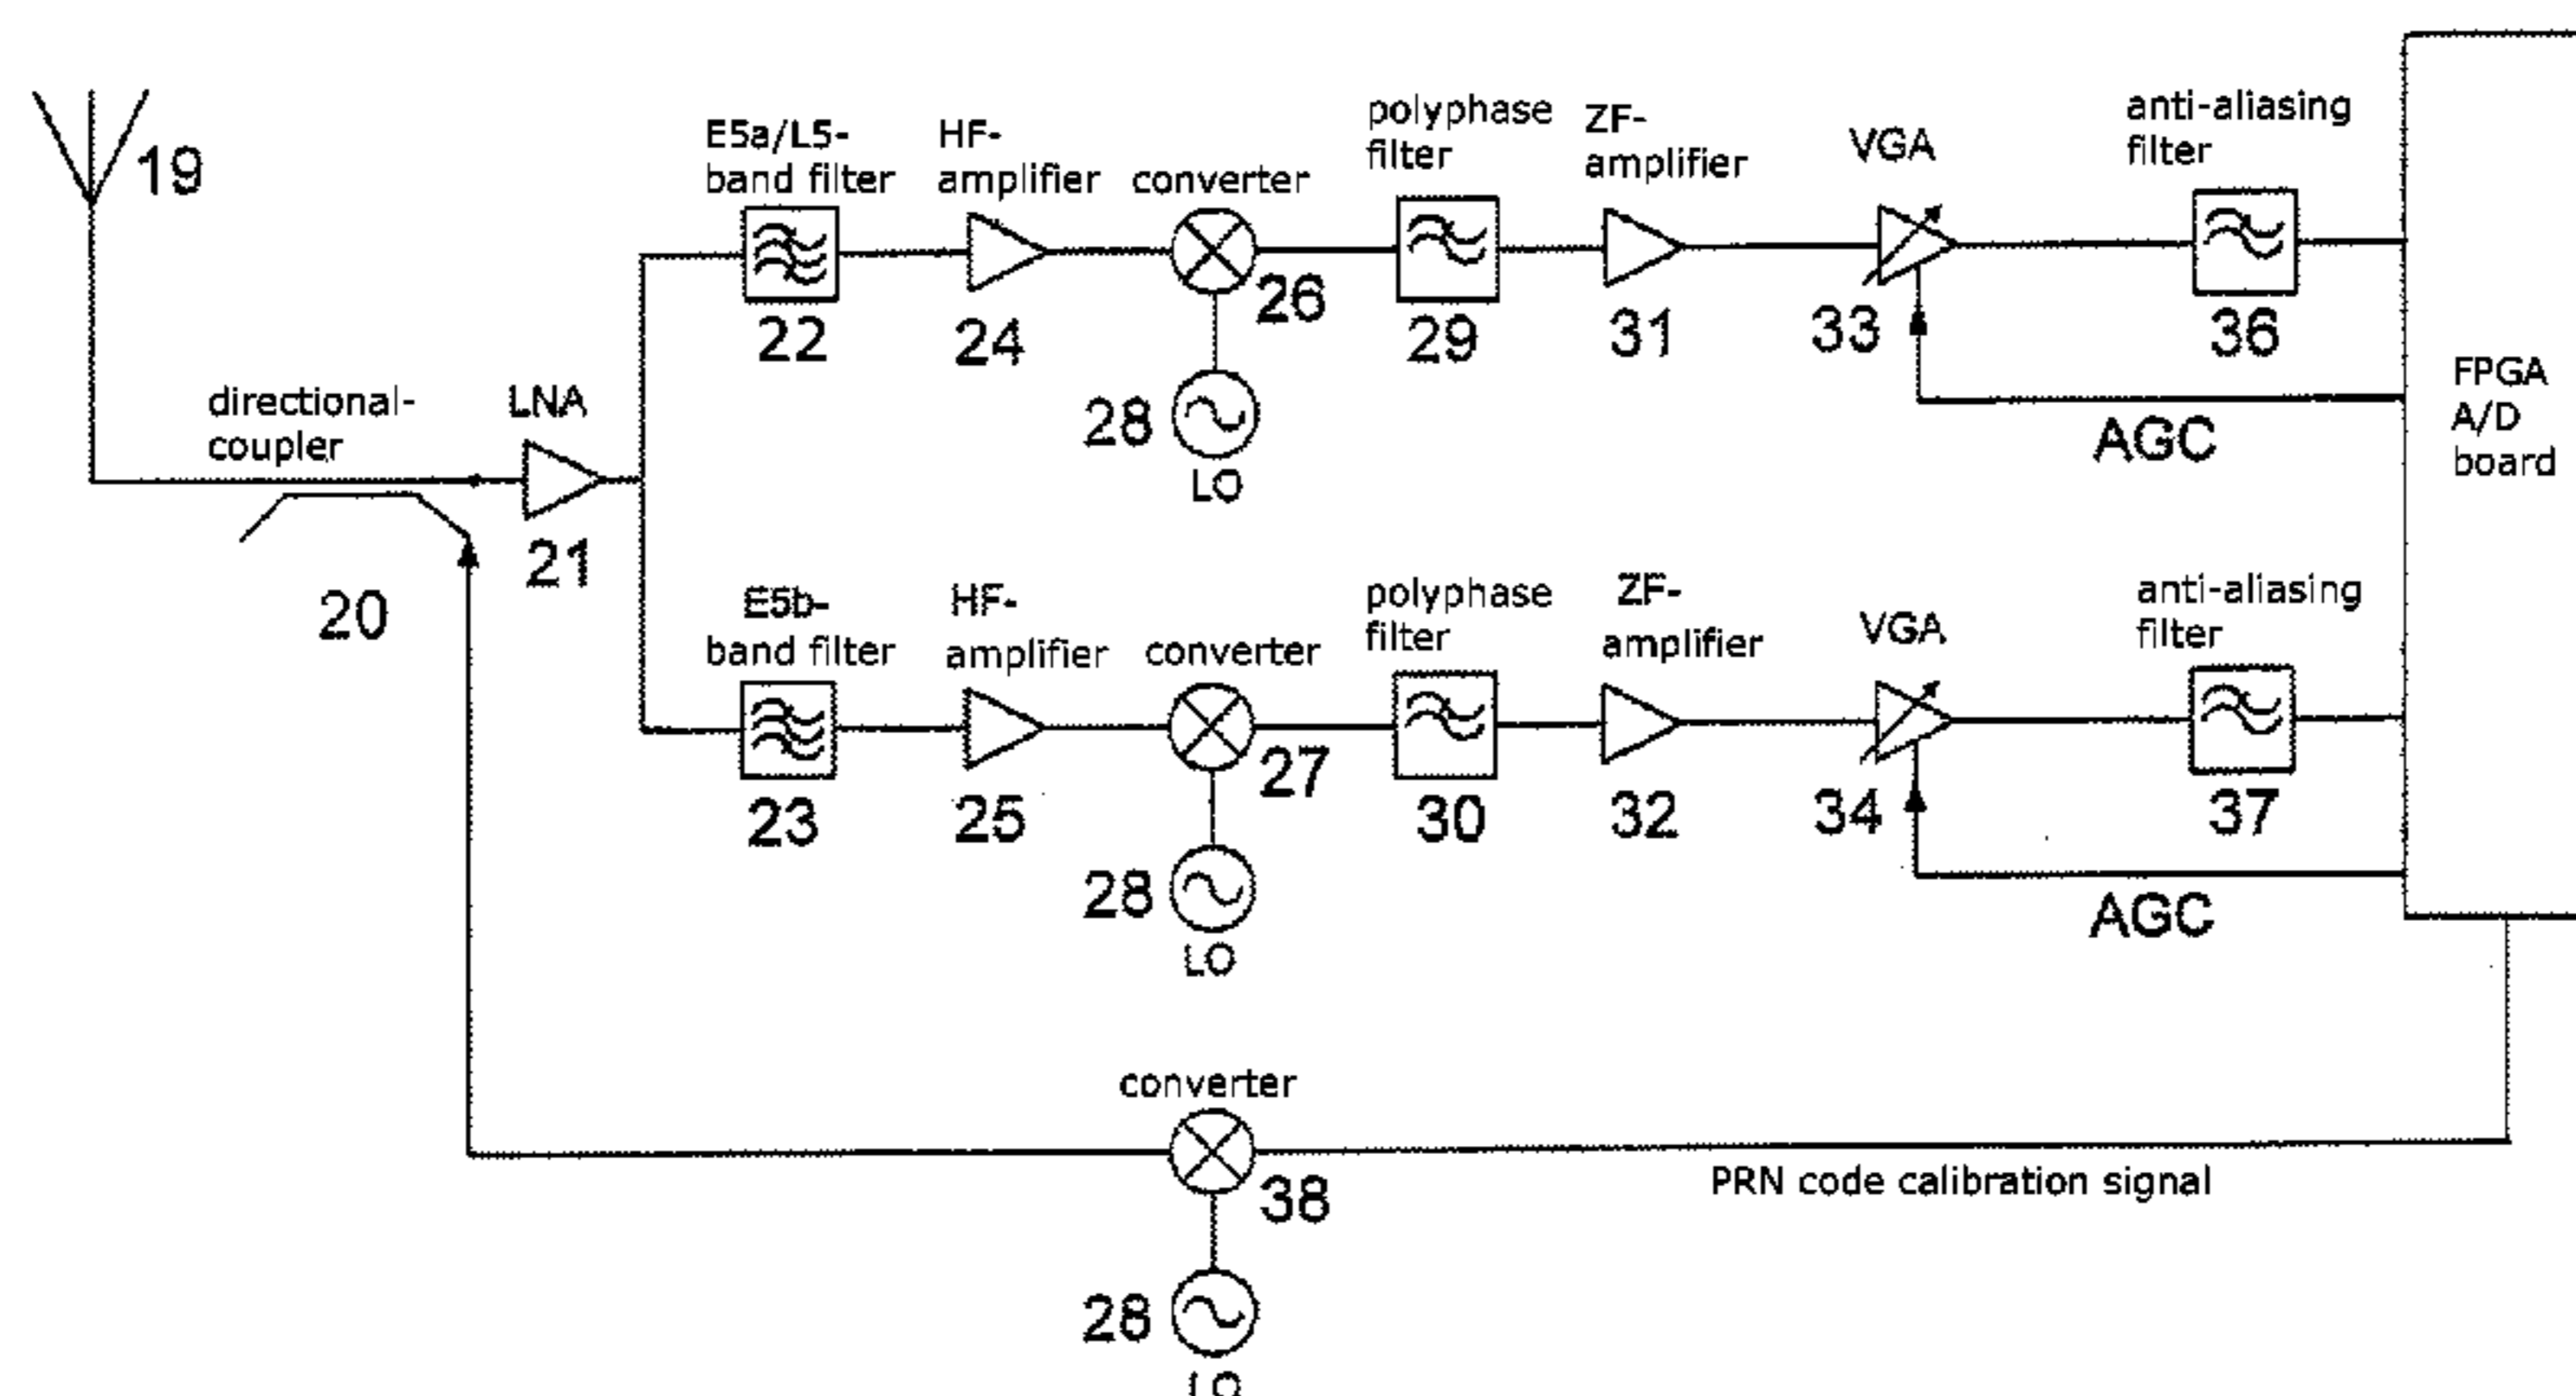 19
directional-
coupler
20
LNA
21
E5a/L5-
band filter
22
HF-
amplifier
24
converter
26
28
LO
polyphase
filter
29
ZF-
amplifier
31
VGA
33
AGC
anti-aliasing
filter
36
FPGA
A/D
board
E5b-
band filter
23
HF-
amplifier
25
converter
27
28
LO
polyphase
filter
30
ZF-
amplifier
32
VGA
34
AGC
anti-aliasing
filter
37
converter
38
28
LO
PRN code calibration signal